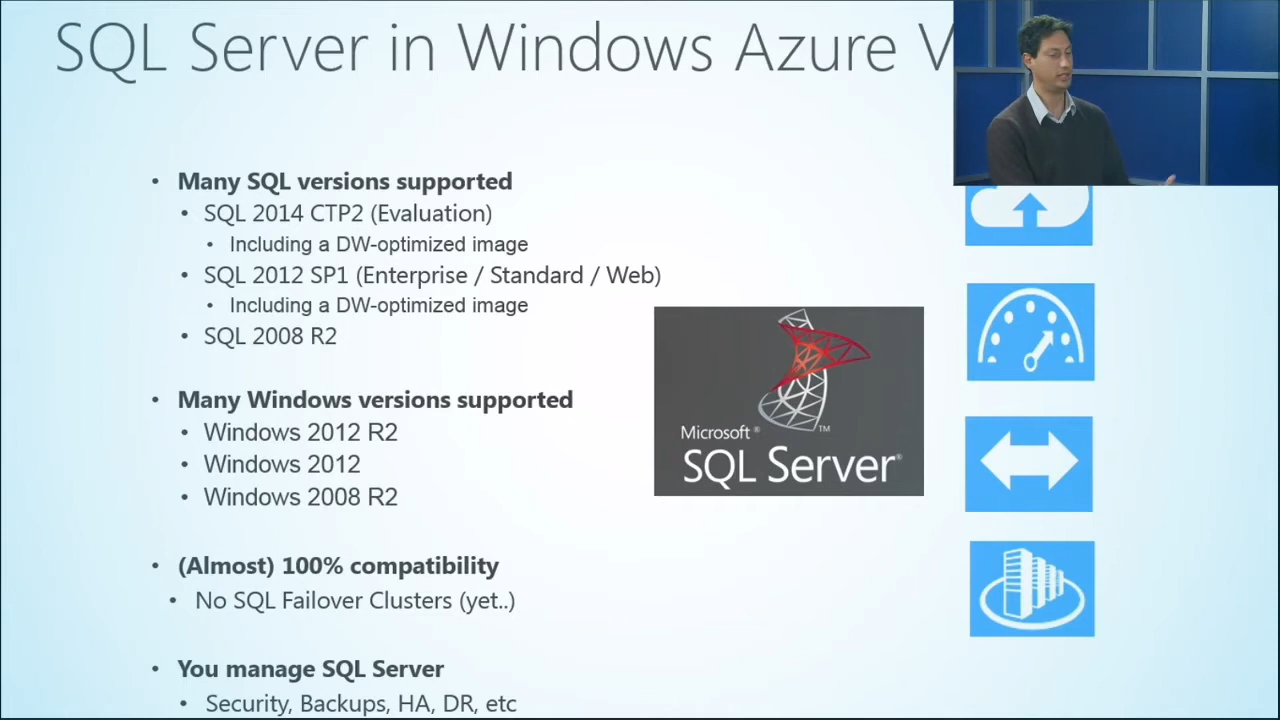 SQL Server in Windows Azure V
• Many SQL versions supported
• SQL 2014 CTP2 (Evaluation)
• Including a DW-optimized image
• SQL 2012 SP1 (Enterprise / Standard / Web)
• Including a DW-optimized image
• SQL 2008 R2
• Many Windows versions supported
• Windows 2012 R2
• Windows 2012
• Windows 2008 R2
Microsoft®
SQL Server®
™
• (Almost) 100% compatibility
• No SQL Failover Clusters (yet..)
• You manage SQL Server
• Security, Backups, HA, DR, etc